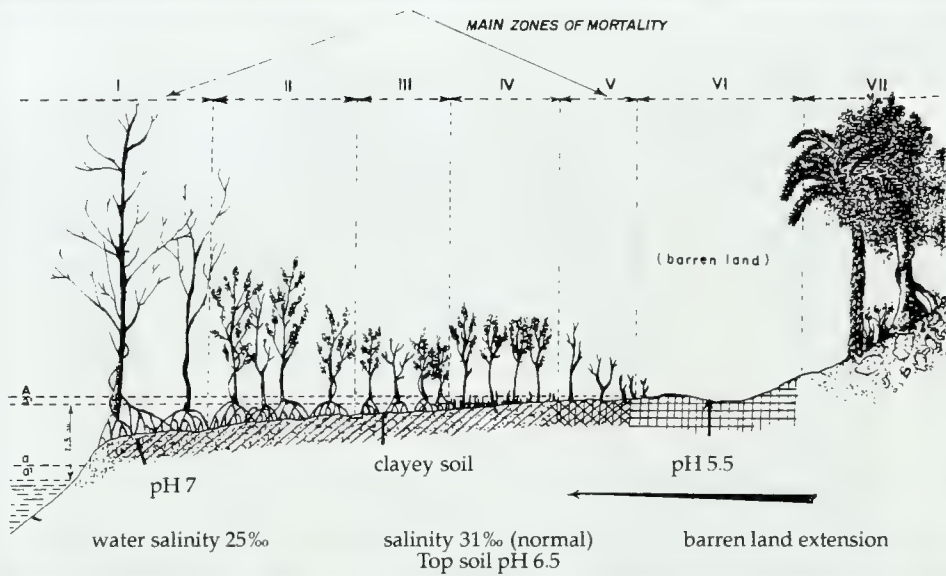 MAIN ZONES OF MORTALITY
I II III IV V VI VII
(barren land)
A
a
clayey soil
pH 7
pH 5.5
water salinity 25‰
salinity 31‰ (normal)
barren land extension
Top soil pH 6.5